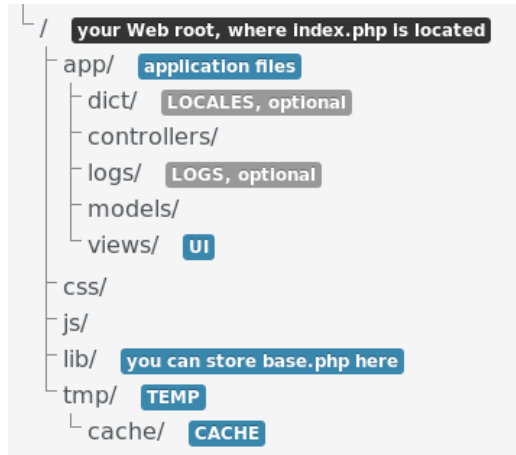 / your Web root, where index.php is located
app/ application files
dict/ LOCALES, optional
controllers/
logs/ LOGS, optional
models/
views/ UI
css/
js/
lib/ you can store base.php here
tmp/ TEMP
cache/ CACHE